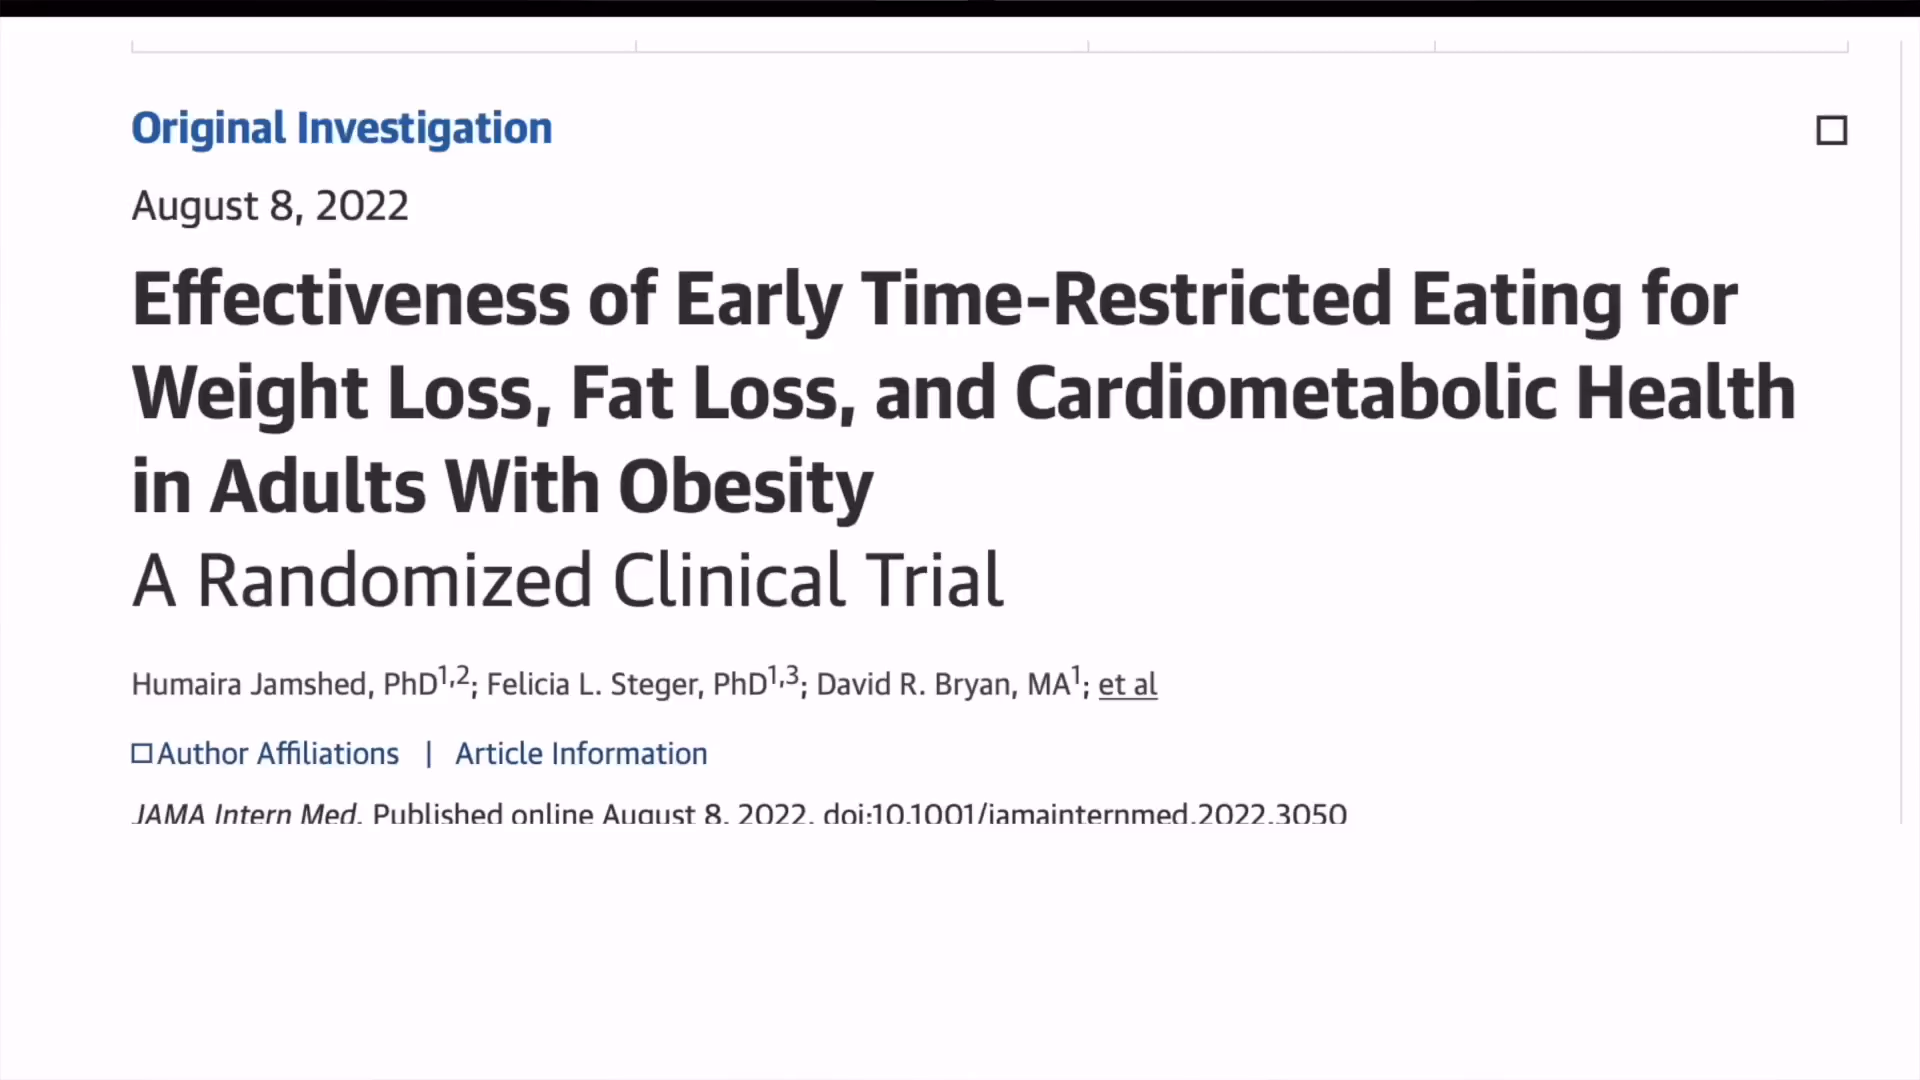 Original Investigation
August 8, 2022
Effectiveness of Early Time-Restricted Eating for
Weight Loss, Fat Loss, and Cardiometabolic Health
in Adults With Obesity
A Randomized Clinical Trial
Humaira Jamshed, PhD1,2; Felicia L. Steger, PhD1,3; David R. Bryan, MA1; et al
Author Affiliations | Article Information
JAMA Intern Med. Published online August 8, 2022. doi:10.1001/jamainternmed.2022.3050